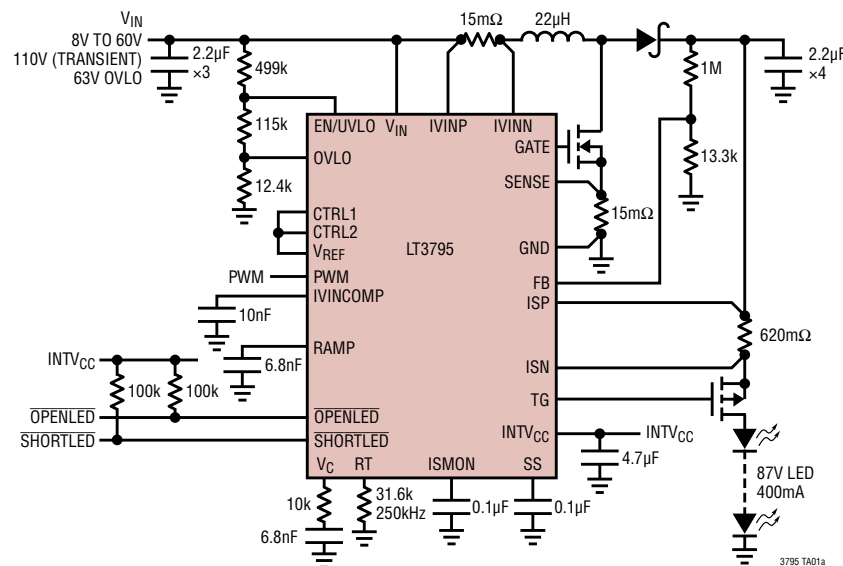 V_IN
8V TO 60V
110V (TRANSIENT)
63V OVLO
2.2µF
×3
499k
115k
12.4k
15mΩ
22µH
1M
2.2µF
×4
13.3k
EN/UVLO
V_IN
IVINP
IVINN
GATE
OVLO
SENSE
15mΩ
CTRL1
CTRL2
V_REF
LT3795
GND
PWM
PWM
FB
IVINCOMP
ISP
10nF
620mΩ
RAMP
INTV_CC
6.8nF
ISN
100k
100k
TG
OPENLED
OPENLED
SHORTLED
SHORTLED
INTV_CC
INTV_CC
4.7µF
V_C
RT
ISMON
SS
87V LED
400mA
10k
31.6k
250kHz
0.1µF
0.1µF
6.8nF
3795 TA01a